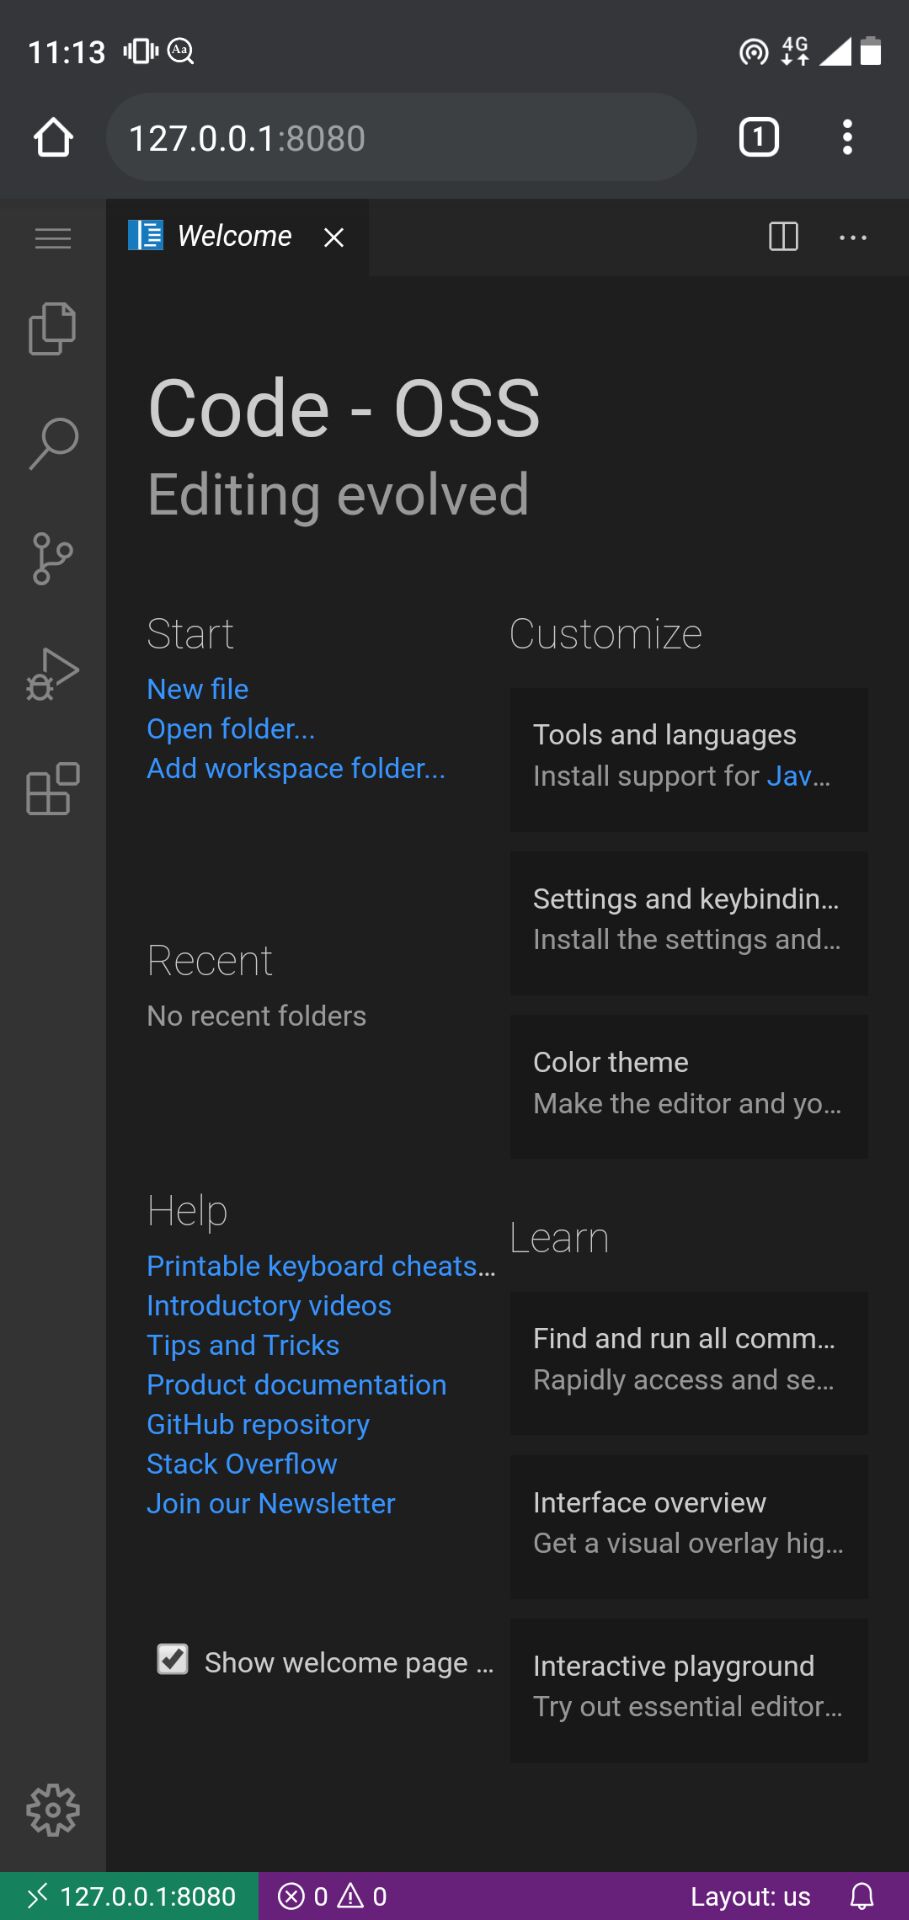 11:13
Aa
4G
127.0.0.1:8080
1
Welcome
Code - OSS
Editing evolved
Start
New file
Open folder...
Add workspace folder...
Recent
No recent folders
Help
Printable keyboard cheats...
Introductory videos
Tips and Tricks
Product documentation
GitHub repository
Stack Overflow
Join our Newsletter
Show welcome page ...
Customize
Tools and languages
Install support for Jav...
Settings and keybindin...
Install the settings and...
Color theme
Make the editor and yo...
Learn
Find and run all comm...
Rapidly access and se...
Interface overview
Get a visual overlay hig...
Interactive playground
Try out essential editor...
127.0.0.1:8080 0 0 Layout: us